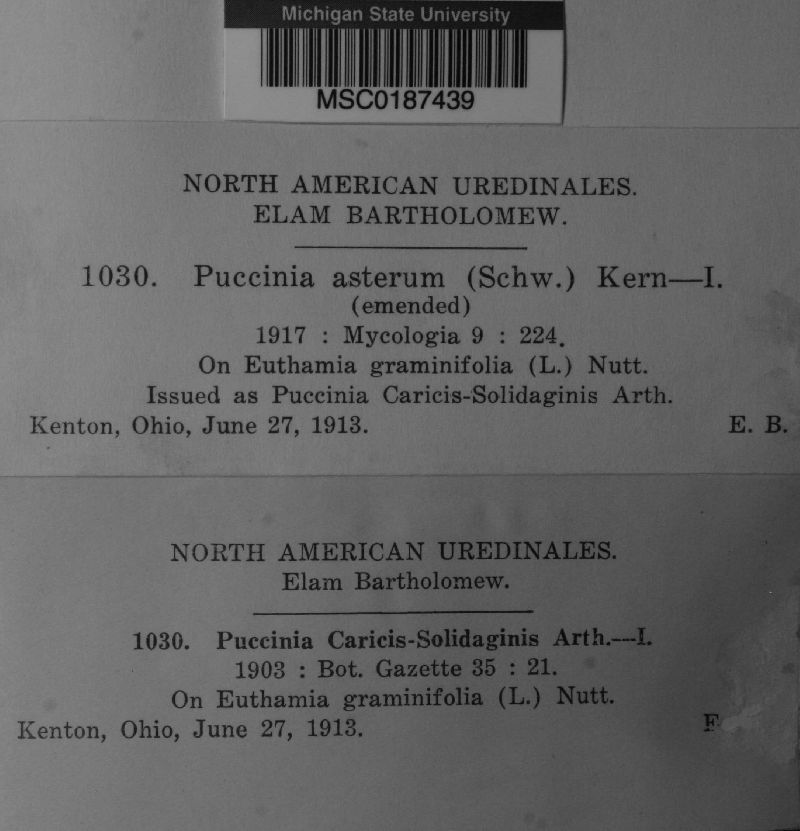 Michigan State University
MSC0187439
NORTH AMERICAN UREDINALES.
ELAM BARTHOLOMEW.
1030. Puccinia asterum (Schw.) Kern—I.
(emended)
1917 : Mycologia 9 : 224.
On Euthamia graminifolia (L.) Nutt.
Issued as Puccinia Caricis-Solidaginis Arth.
Kenton, Ohio, June 27, 1913. E. B.
NORTH AMERICAN UREDINALES.
Elam Bartholomew.
1030. Puccinia Caricis-Solidaginis Arth.—I.
1903 : Bot. Gazette 35 : 21.
On Euthamia graminifolia (L.) Nutt.
Kenton, Ohio, June 27, 1913.